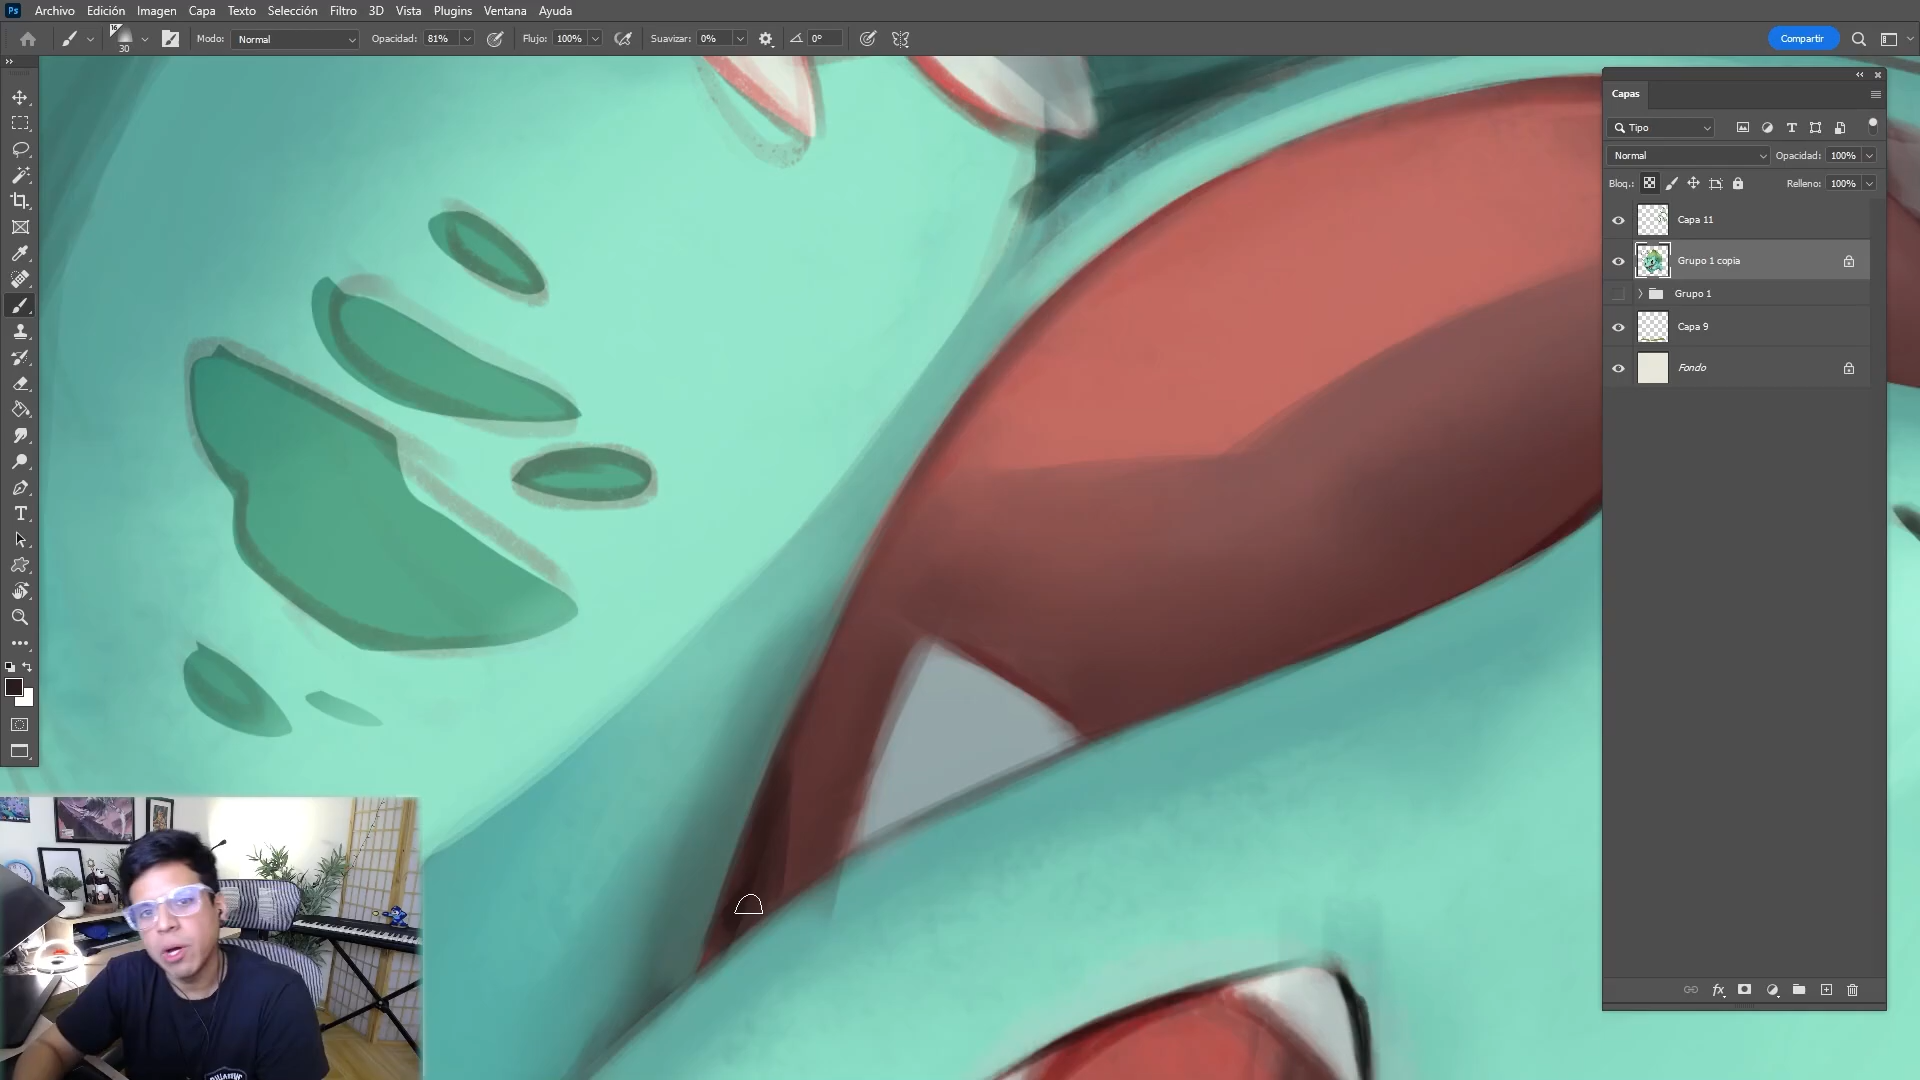 Ps Archivo Edición Imagen Capa Texto Selección Filtro 3D Vista Plugins Ventana Ayuda
30 Modo: Normal Opacidad: 81% Flujo: 100% Suavizar: 0% 0° Compartir
Capas
Tipo
Normal Opacidad: 100%
Bloq.: Relleno: 100%
Capa 11
Grupo 1 copia
Grupo 1
Capa 9
Fondo
fx
BILLABONG